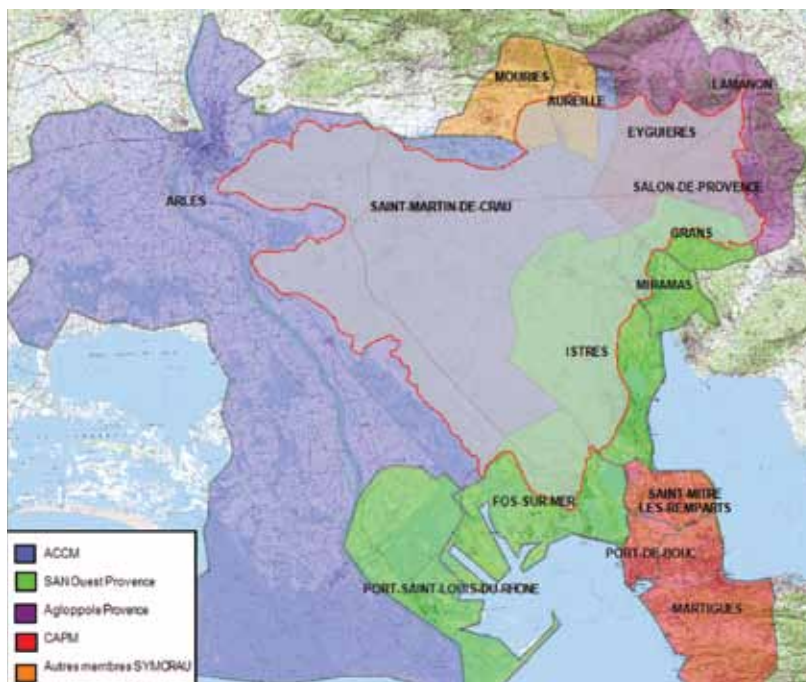 MOURIES
LAMANON
AUREILLE
EYGUIERES
SALON-DE-PROVENCE
ARLES
SAINT-MARTIN-DE-CRAU
GRANS
MIRAMAS
ISTRES
FOS-SUR-MER
SAINT-MITRE
LES-REMPARTS
PORT-DE-BOUC
PORT-SAINT-LOUIS-DU-RHONE
MARTIGUES
ACCM
SAN Ouest Provence
Agloppole Provence
CAPM
Autres membres SYMCRAU